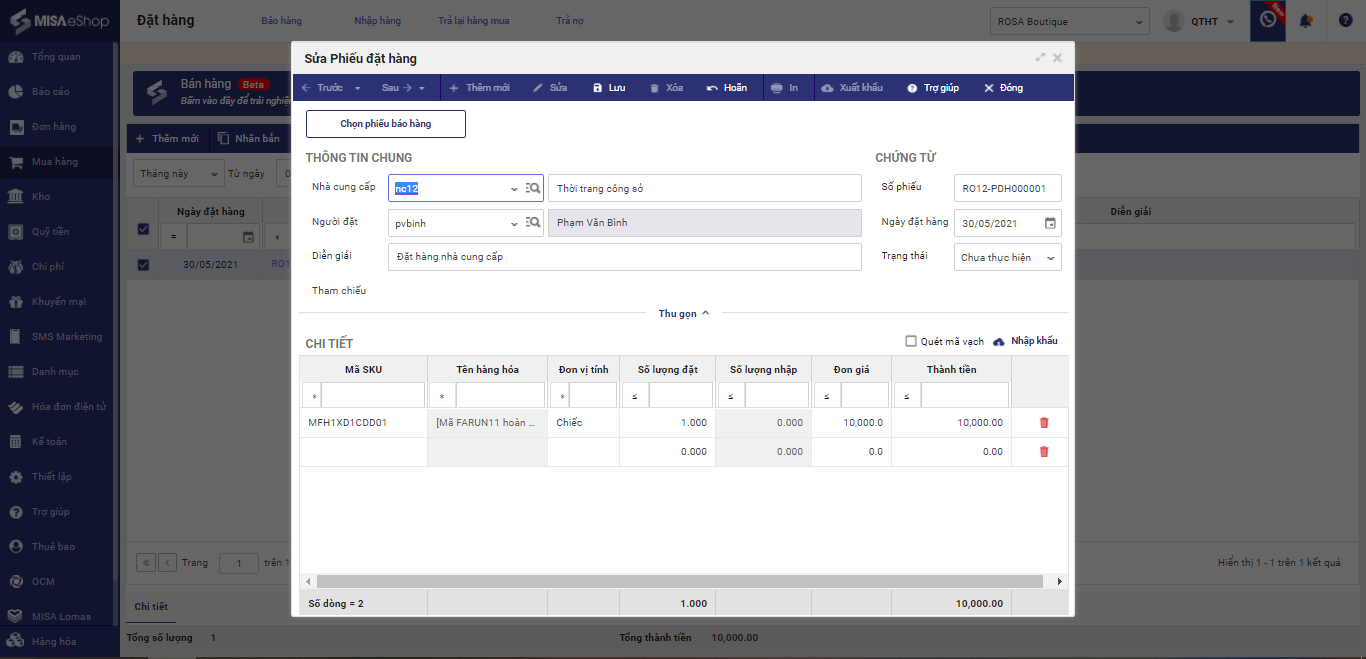 MISA eShop
Đặt hàng
Báo hàng
Nhập hàng
Trả lại hàng mua
Trả nợ
ROSA Boutique
QTHT
New
Tổng quan
Báo cáo
Đơn hàng
Mua hàng
Kho
Quỹ tiền
Chi phí
Khuyến mại
SMS Marketing
Danh mục
Hóa đơn điện tử
Kế toán
Thiết lập
Trợ giúp
Thuê bao
OCM
MISA Lomas
Hàng hóa
Bán hàng Beta
Bấm vào đây để trải nghiệ
Thêm mới
Nhân bản
Tháng này
Từ ngày
0
Ngày đặt hàng
Diễn giải
=
*
30/05/2021
RO1
Sửa Phiếu đặt hàng
Trước
Sau
Thêm mới
Sửa
Lưu
Xóa
Hoãn
In
Xuất khẩu
Trợ giúp
Đóng
Chọn phiếu báo hàng
THÔNG TIN CHUNG
CHỨNG TỪ
Nhà cung cấp
nc12
Thời trang công sở
Số phiếu
RO12-PDH000001
Người đặt
pvbinh
Phạm Văn Bình
Ngày đặt hàng
30/05/2021
Diễn giải
Đặt hàng nhà cung cấp
Trạng thái
Chưa thực hiện
Tham chiếu
Thu gọn
CHI TIẾT
Quét mã vạch
Nhập khẩu
Mã SKU
Tên hàng hóa
Đơn vị tính
Số lượng đặt
Số lượng nhập
Đơn giá
Thành tiền
* * * ≤ ≤ ≤ ≤
MFH1XD1CDD01
[Mã FARUN11 hoàn ...
Chiếc
1.000
0.000
10,000.0
10,000.00
0.000
0.000
0.0
0.00
Số dòng = 2
1.000
10,000.00
Trang
1
trên 1
Hiển thị 1 - 1 trên 1 kết quả
Chi tiết
Tổng số lượng
1
Tổng thành tiền
10,000.00